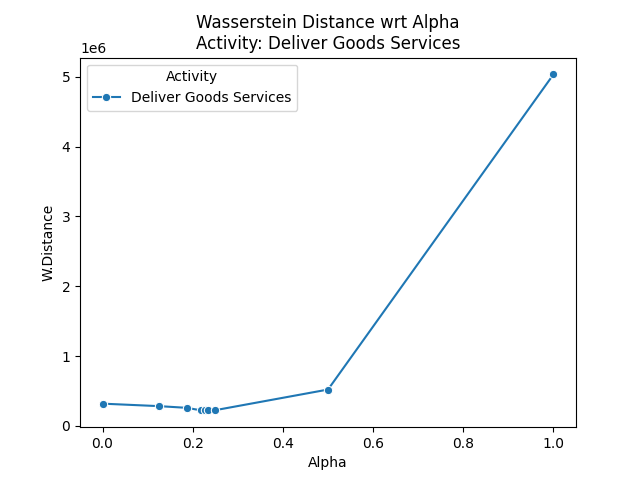 Wasserstein Distance wrt Alpha
Activity: Deliver Goods Services
1e6
Activity
Deliver Goods Services
5
4
3
2
1
0
W.Distance
0.0 0.2 0.4 0.6 0.8 1.0
Alpha